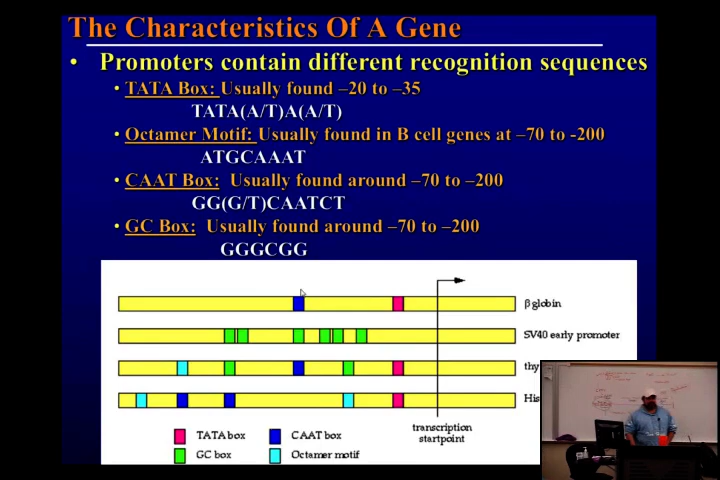 The Characteristics Of A Gene
• Promoters contain different recognition sequences
• TATA Box: Usually found –20 to –35
TATA(A/T)A(A/T)
• Octamer Motif: Usually found in B cell genes at –70 to -200
ATGCAAAT
• CAAT Box: Usually found around –70 to –200
GG(G/T)CAATCT
• GC Box: Usually found around –70 to –200
GGGCGG
β globin
SV40 early promoter
thy
His
transcription
startpoint
TATA box
CAAT box
GC box
Octamer motif